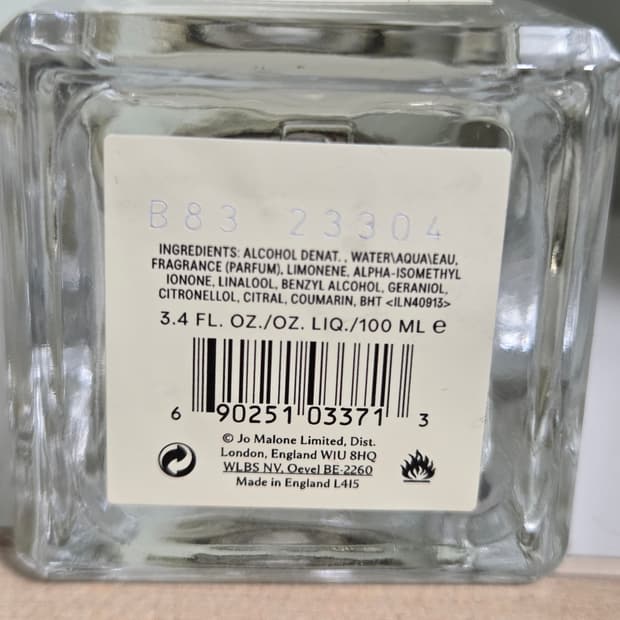 B83 23304
INGREDIENTS: ALCOHOL DENAT. , WATER\AQUA\EAU,
FRAGRANCE (PARFUM), LIMONENE, ALPHA-ISOMETHYL
IONONE, LINALOOL, BENZYL ALCOHOL, GERANIOL,
CITRONELLOL, CITRAL, COUMARIN, BHT <ILN40913>
3.4 FL. OZ./OZ. LIQ./100 ML ℮
6 90251 03371 3
© Jo Malone Limited, Dist.
London, England W1U 8HQ
WLBS NV, Oevel BE-2260
Made in England L415